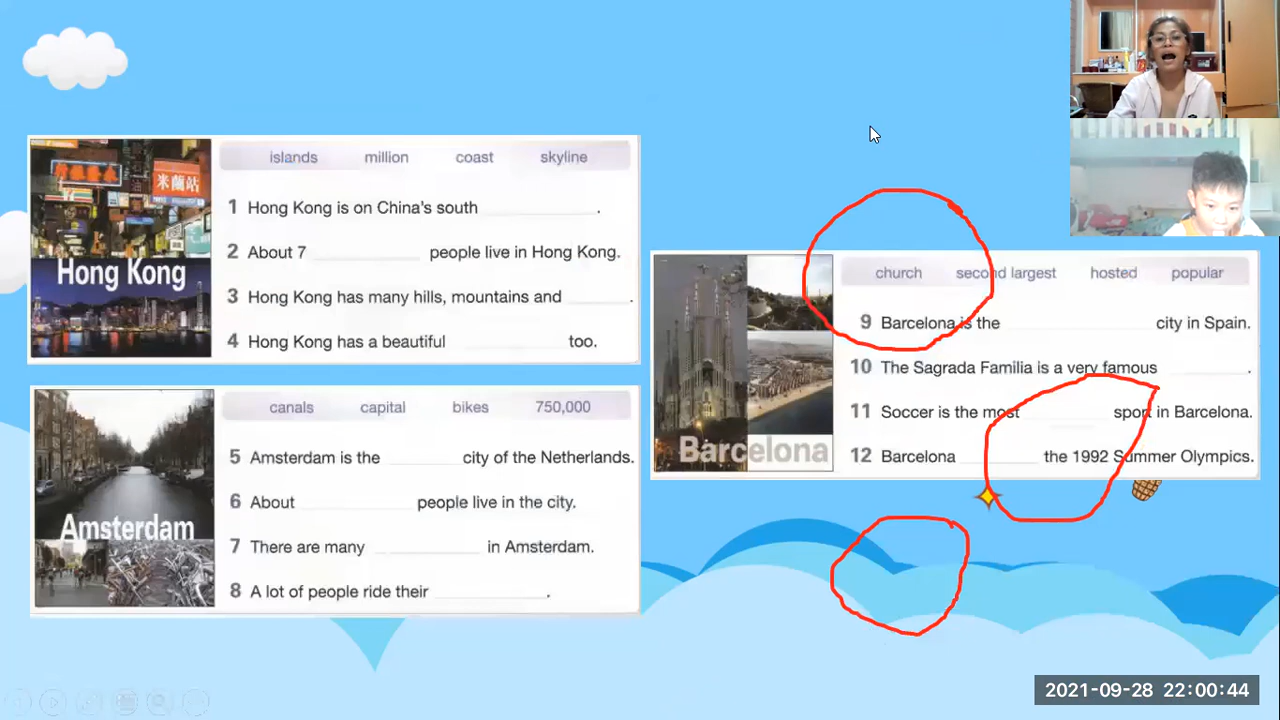 islands million coast skyline
1 Hong Kong is on China's south .
2 About 7 people live in Hong Kong.
3 Hong Kong has many hills, mountains and .
4 Hong Kong has a beautiful too.
米蘭站
Hong Kong
canals capital bikes 750,000
5 Amsterdam is the city of the Netherlands.
6 About people live in the city.
7 There are many in Amsterdam.
8 A lot of people ride their .
Amsterdam
church second largest hosted popular
9 Barcelona is the city in Spain.
10 The Sagrada Familia is a very famous .
11 Soccer is the most sport in Barcelona.
12 Barcelona the 1992 Summer Olympics.
Barcelona
2021-09-28 22:00:44